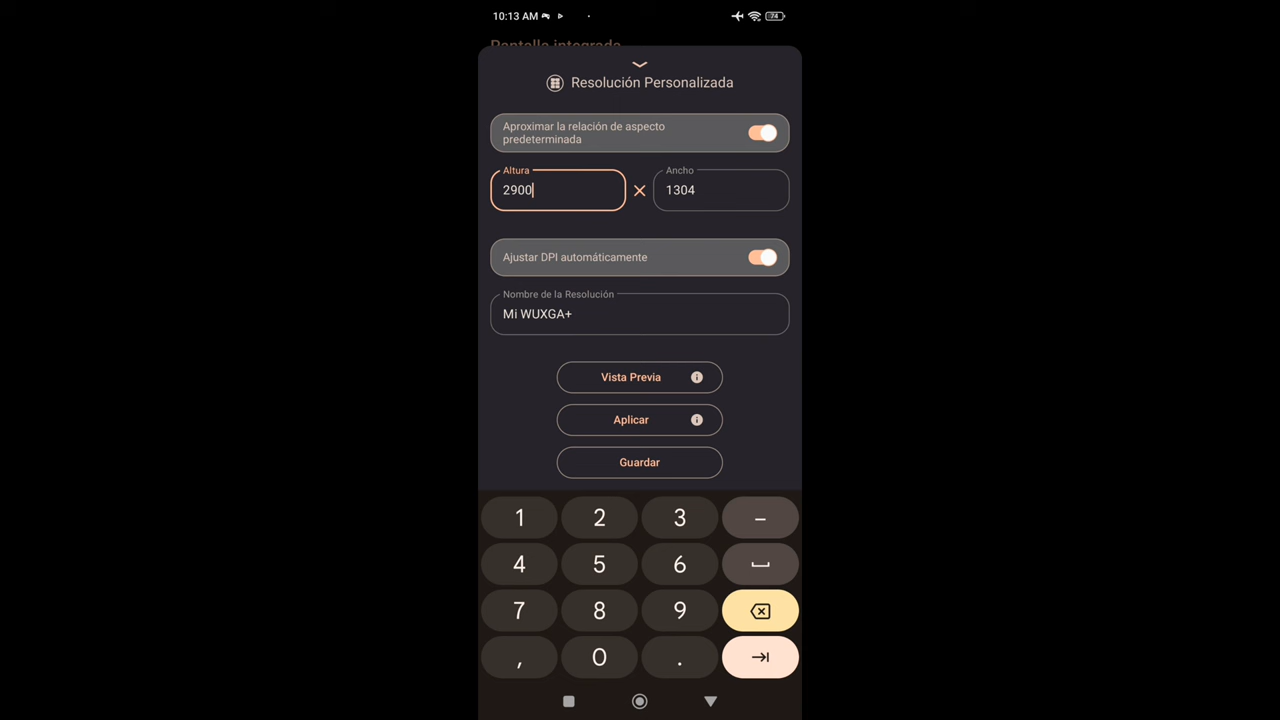 10:13 AM
74
Pantalla integrada
Resolución Personalizada
Aproximar la relación de aspecto
predeterminada
Altura
2900
Ancho
1304
Ajustar DPI automáticamente
Nombre de la Resolución
Mi WUXGA+
Vista Previa
Aplicar
Guardar
1 2 3 –
4 5 6
7 8 9
, 0 .